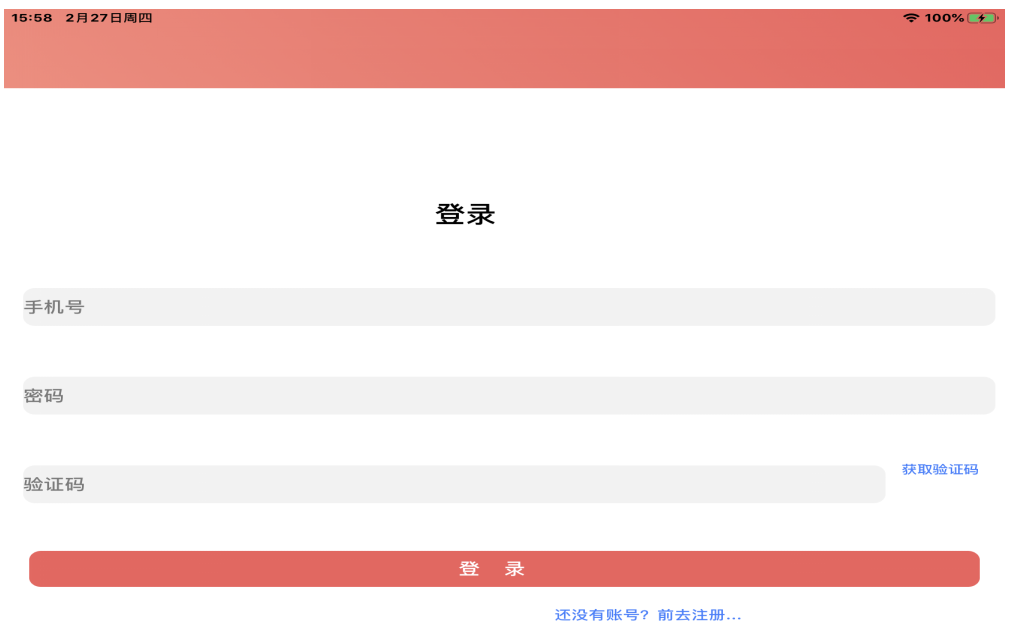 15:58 2月27日周四 100%
登录
手机号
密码
验证码 获取验证码
登 录
还没有账号? 前去注册...